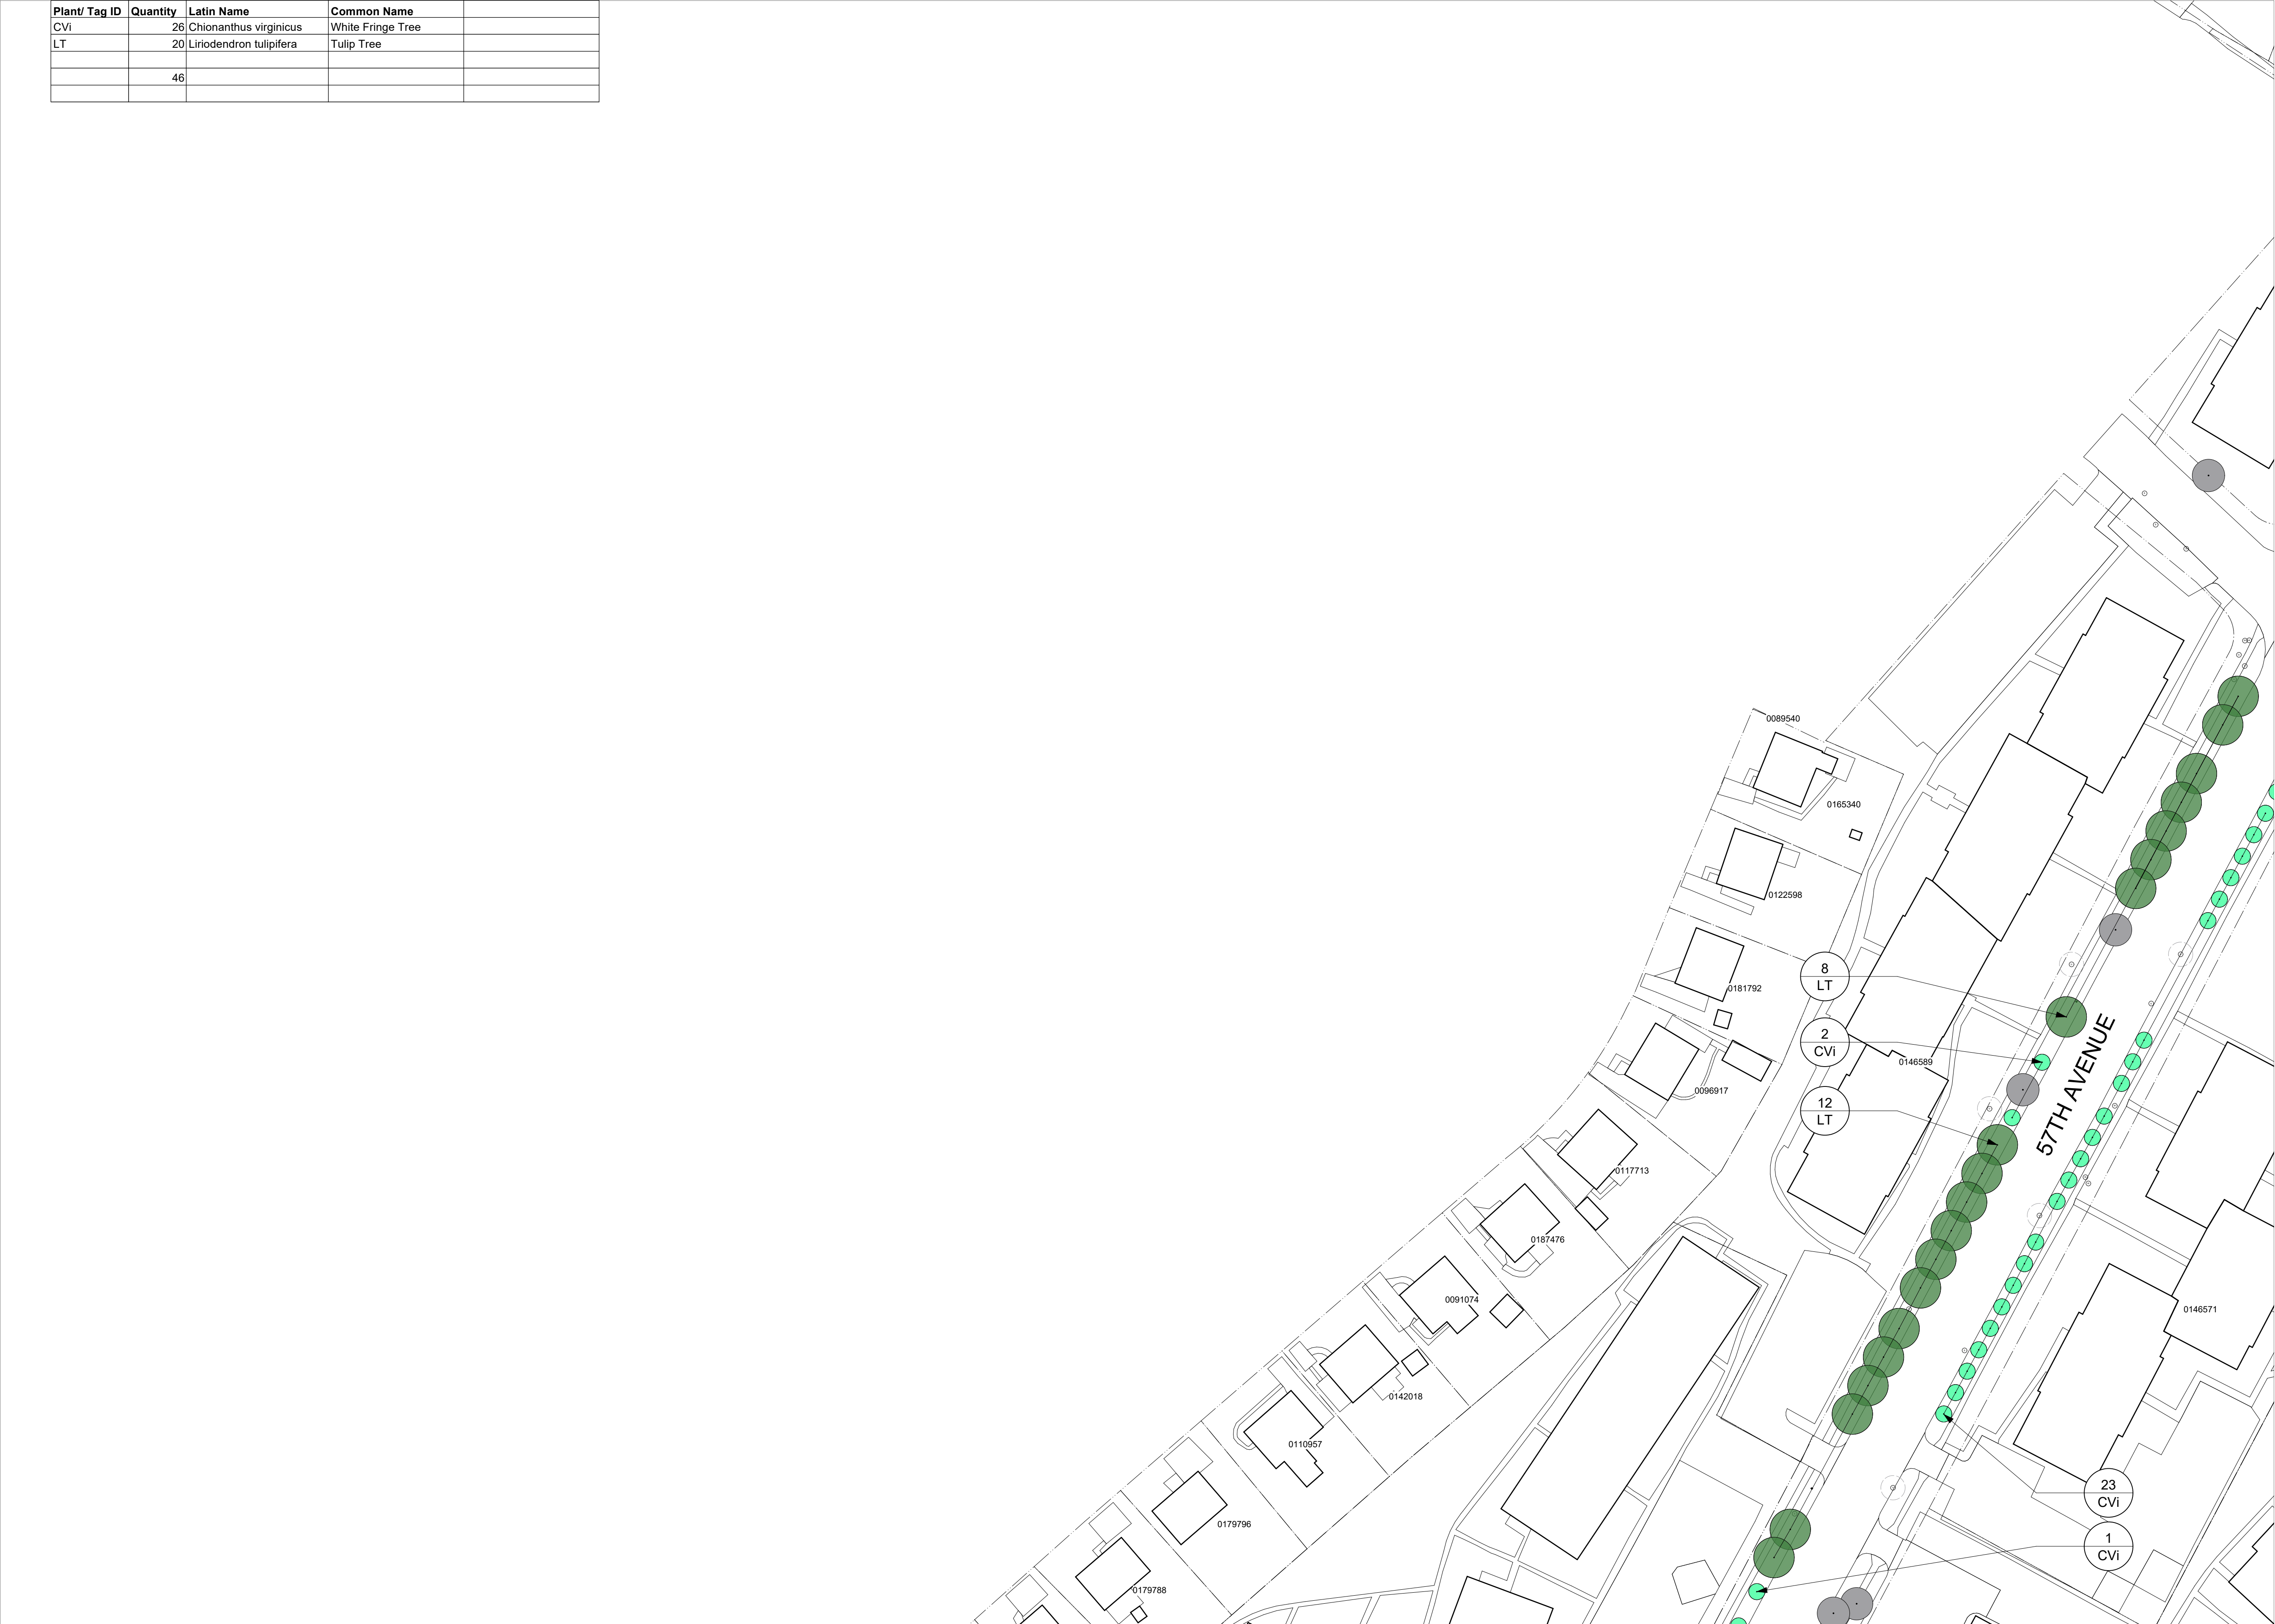 Plant/ Tag ID Quantity Latin Name Common Name
CVi 26 Chionanthus virginicus White Fringe Tree
LT 20 Liriodendron tulipifera Tulip Tree
46
0089540
0165340
0122598
8
LT
0181792
2
CVi
0146589
57TH AVENUE
0096917
12
LT
0117713
0187476
0091074
0146571
0142018
0110957
23
CVi
0179796
1
CVi
0179788